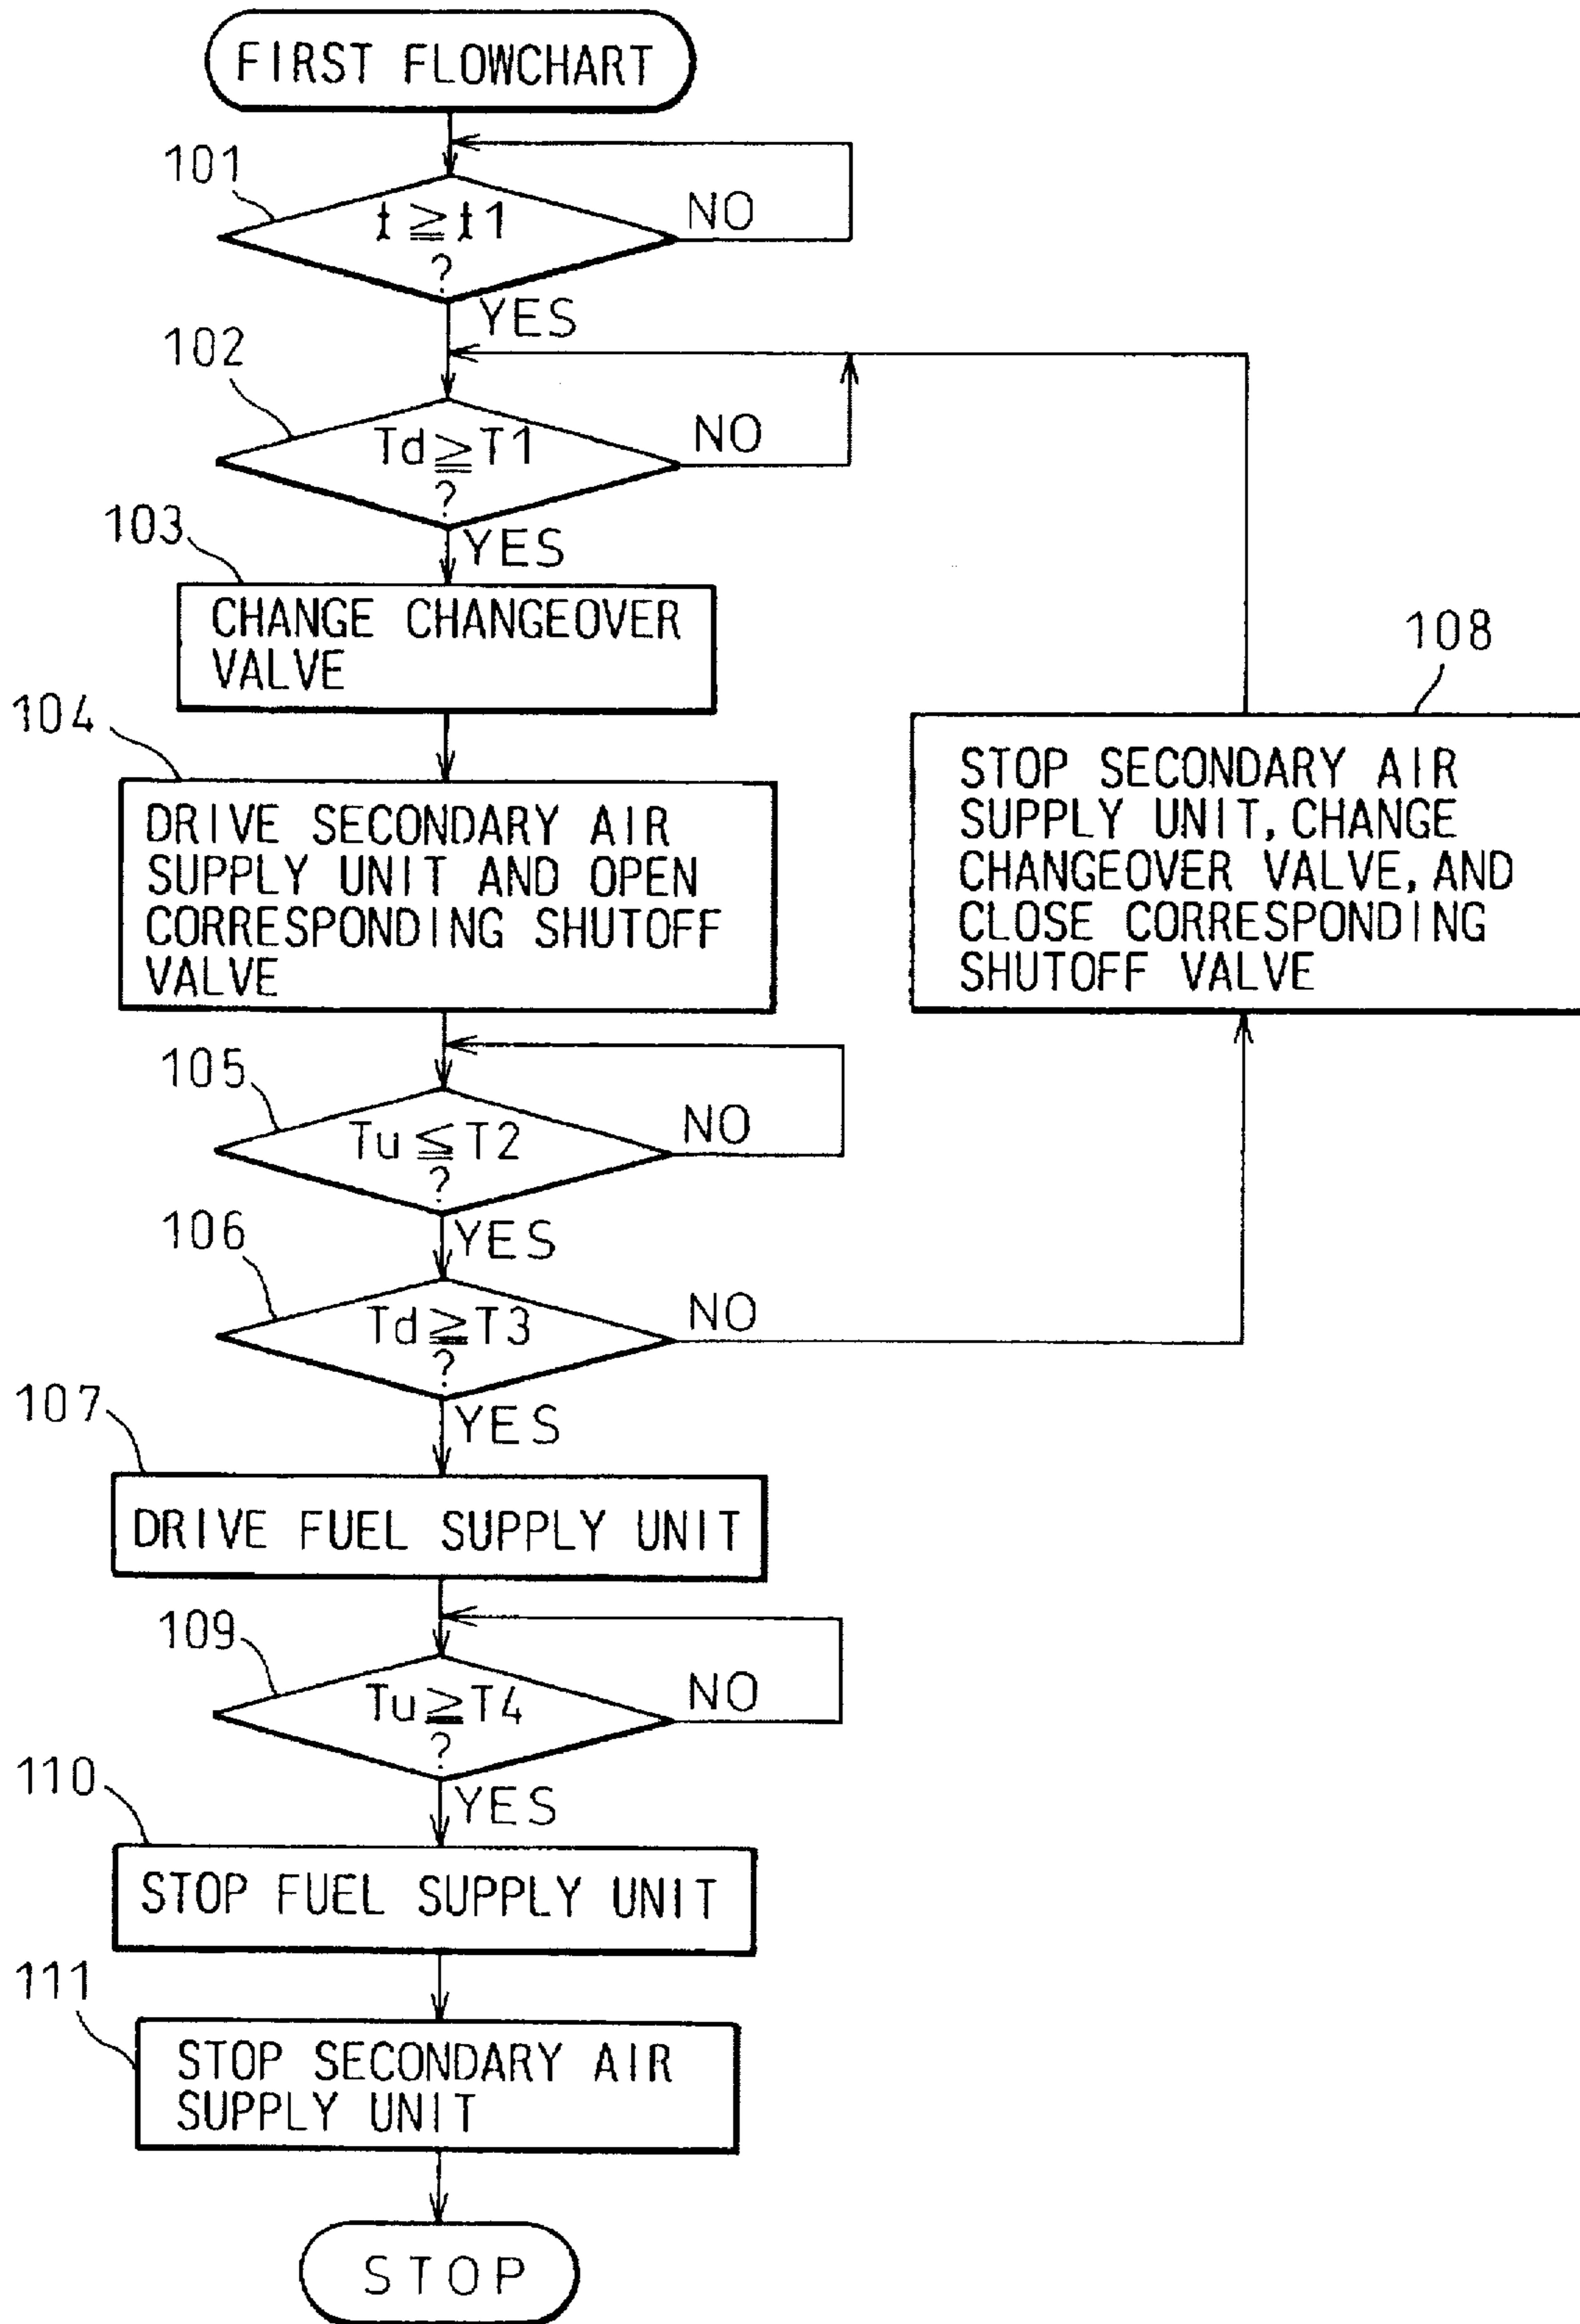 FIRST FLOWCHART
101
t ≧ t1
?
NO
YES
102
Td ≧ T1
?
NO
YES
103
CHANGE CHANGEOVER
VALVE
104
DRIVE SECONDARY AIR
SUPPLY UNIT AND OPEN
CORRESPONDING SHUTOFF
VALVE
108
STOP SECONDARY AIR
SUPPLY UNIT, CHANGE
CHANGEOVER VALVE, AND
CLOSE CORRESPONDING
SHUTOFF VALVE
105
Tu ≦ T2
?
NO
YES
106
Td ≧ T3
?
NO
YES
107
DRIVE FUEL SUPPLY UNIT
109
Tu ≧ T4
?
NO
YES
110
STOP FUEL SUPPLY UNIT
111
STOP SECONDARY AIR
SUPPLY UNIT
STOP